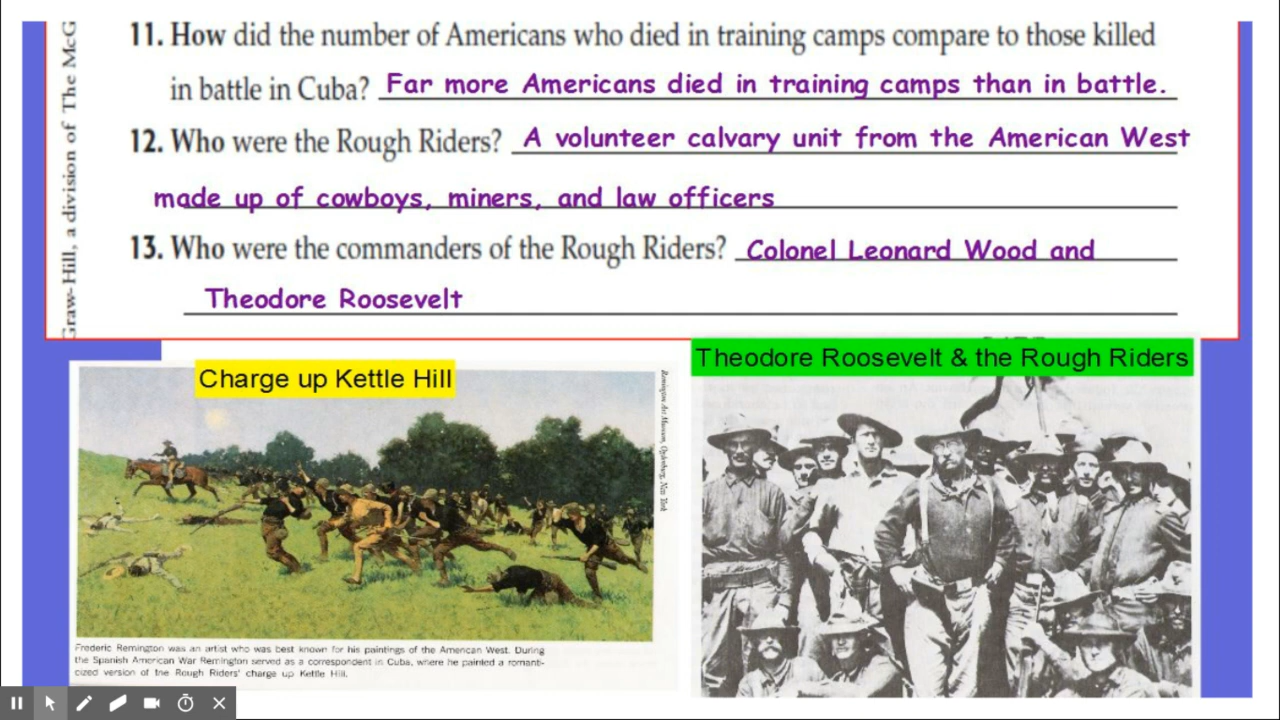 11. How did the number of Americans who died in training camps compare to those killed
in battle in Cuba? Far more Americans died in training camps than in battle.
12. Who were the Rough Riders? A volunteer calvary unit from the American West
made up of cowboys, miners, and law officers
13. Who were the commanders of the Rough Riders? Colonel Leonard Wood and
Theodore Roosevelt
Graw-Hill, a division of The McG
Charge up Kettle Hill
Remington Art Museum, Ogdensburg, New York
Frederic Remington was an artist who was best known for his paintings of the American West. During
the Spanish American War Remington served as a correspondent in Cuba, where he painted a romanti-
cized version of the Rough Riders' charge up Kettle Hill.
Theodore Roosevelt & the Rough Riders